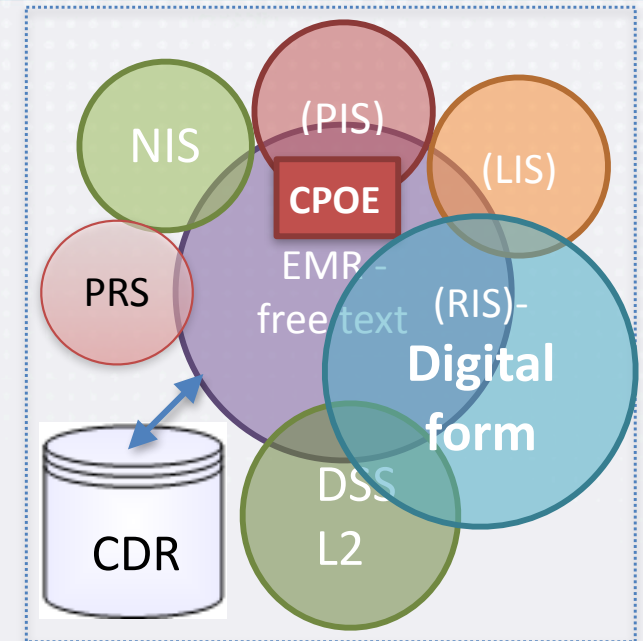 (PIS)
NIS
(LIS)
CPOE
EMR -
free text
PRS
(RIS)-
Digital
form
DSS
L2
CDR